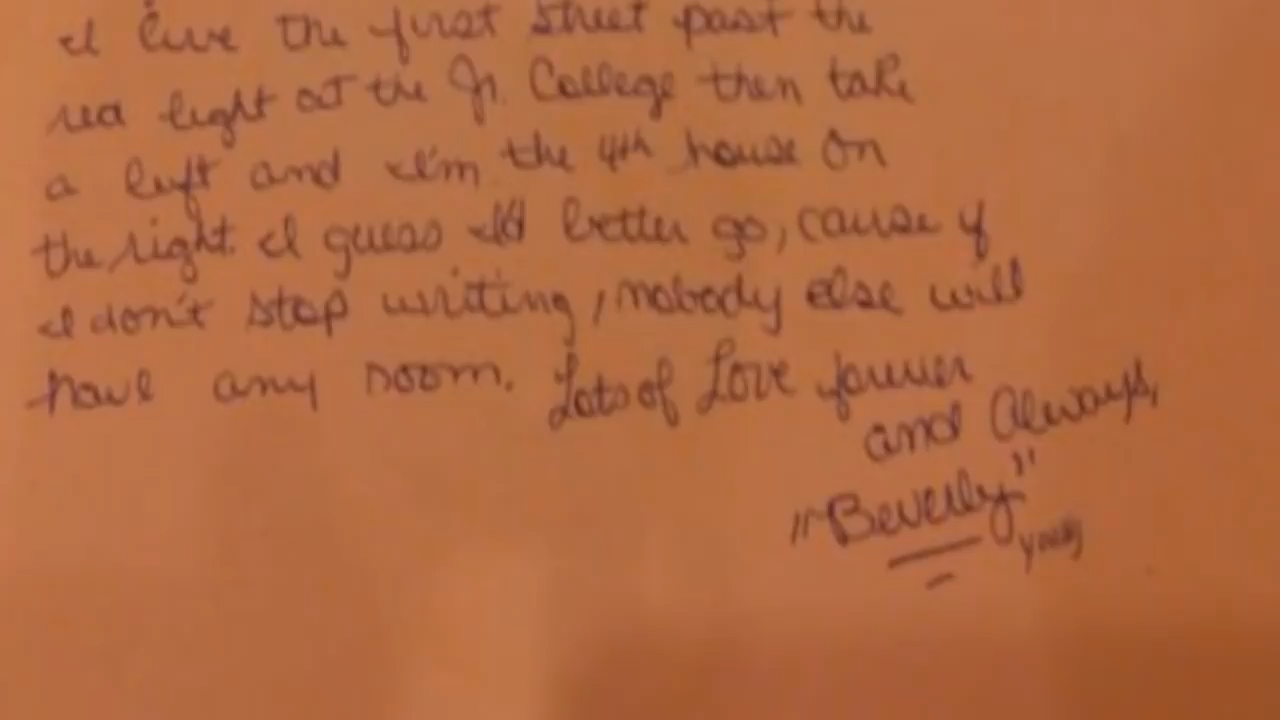 I live the first street past the
red light at the Jr. College then take
a left and I'm the 4th house on
the right. I guess I'd better go, cause if
I don't stop writing, nobody else will
have any room. Lots of Love forever
and Always,
"Beverly"